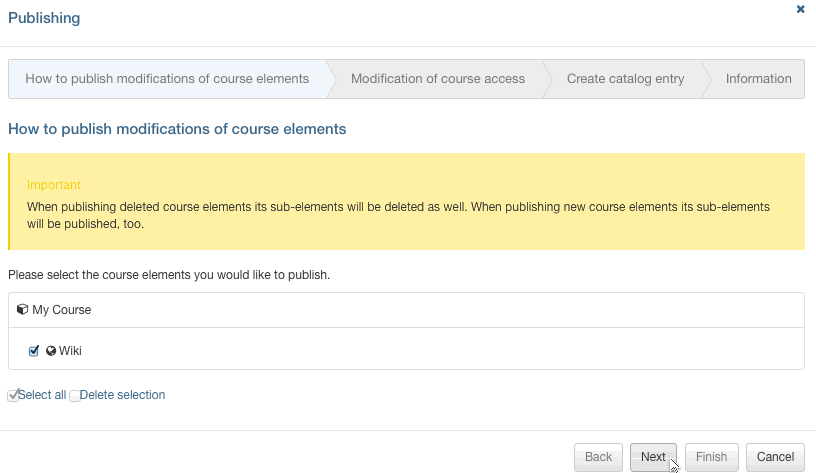 Publishing
How to publish modifications of course elements
Modification of course access
Create catalog entry
Information
How to publish modifications of course elements
Important
When publishing deleted course elements its sub-elements will be deleted as well. When publishing new course elements its sub-elements
will be published, too.
Please select the course elements you would like to publish.
My Course
Wiki
Select all Delete selection
Back Next Finish Cancel